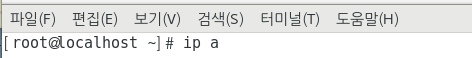 파일(F) 편집(E) 보기(V) 검색(S) 터미널(T) 도움말(H)
[root@localhost ~]# ip a